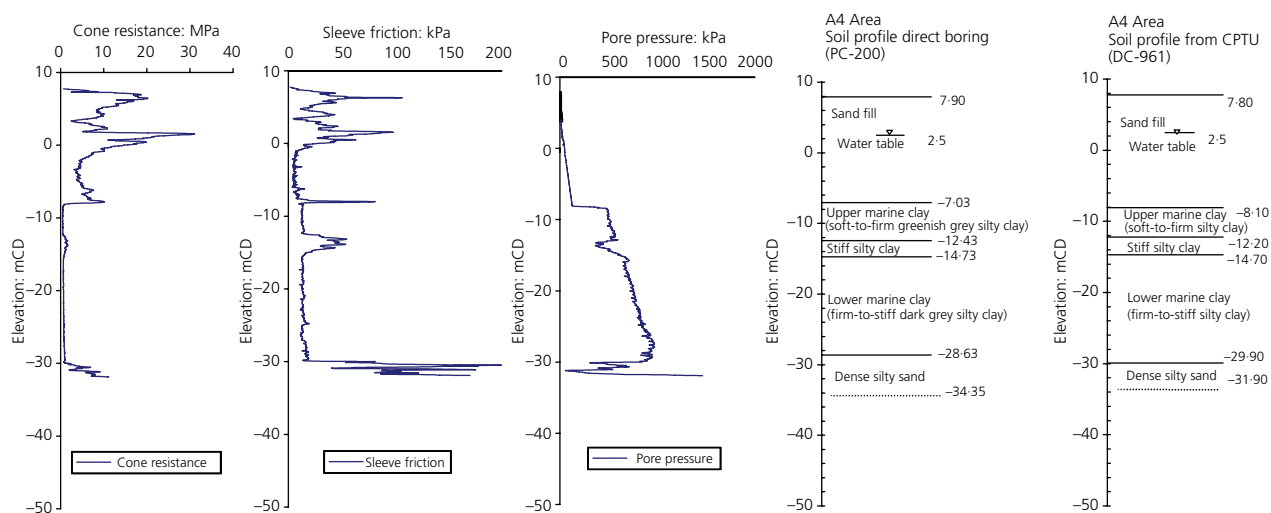 Cone resistance: MPa
0 10 20 30 40
10
0
−10
−20
−30
−40
−50
Elevation: mCD
Cone resistance
Sleeve friction: kPa
0 50 100 150 200
10
0
−10
−20
−30
−40
−50
Elevation: mCD
Sleeve friction
Pore pressure: kPa
0 500 1000 1500 2000
10
0
−10
−20
−30
−40
−50
Elevation: mCD
Pore pressure
A4 Area
Soil profile direct boring
(PC-200)
10
0
−10
−20
−30
−40
−50
Elevation: mCD
7.90
Sand fill
Water table 2·5
−7·03
Upper marine clay
(soft-to-firm greenish grey silty clay)
−12·43
Stiff silty clay
−14·73
Lower marine clay
(firm-to-stiff dark grey silty clay)
−28·63
Dense silty sand
−34·35
A4 Area
Soil profile from CPTU
(DC-961)
10
0
−10
−20
−30
−40
−50
Elevation: mCD
7.80
Sand fill
Water table 2·5
Upper marine clay −8·10
(soft-to-firm silty clay)
−12·20
Stiff silty clay
−14·70
Lower marine clay
(firm-to-stiff silty clay)
−29·90
Dense silty sand −31·90